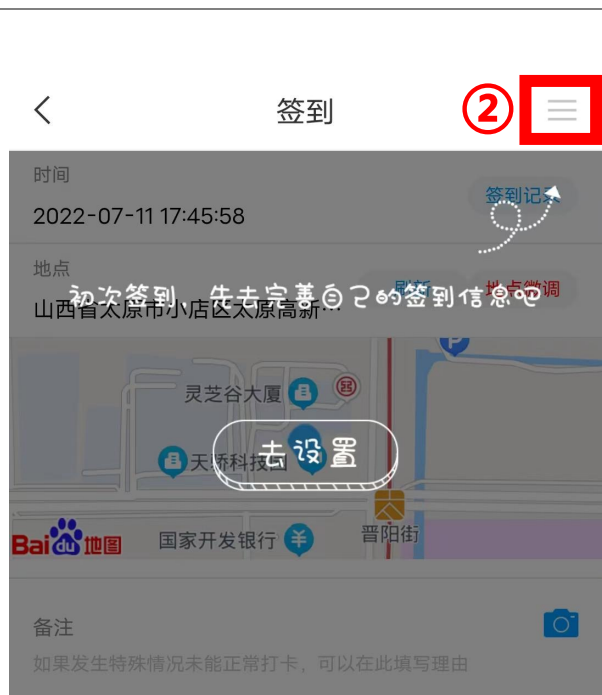 签到
②
时间
签到记录
2022-07-11 17:45:58
地点
初次签到，先去完善自己的签到信息吧
刷新
地点微调
山西省太原市小店区太原高新…
P
灵芝谷大厦
去设置
天桥科技园
Bai du 地图
国家开发银行
晋阳街
备注
如果发生特殊情况未能正常打卡，可以在此填写理由